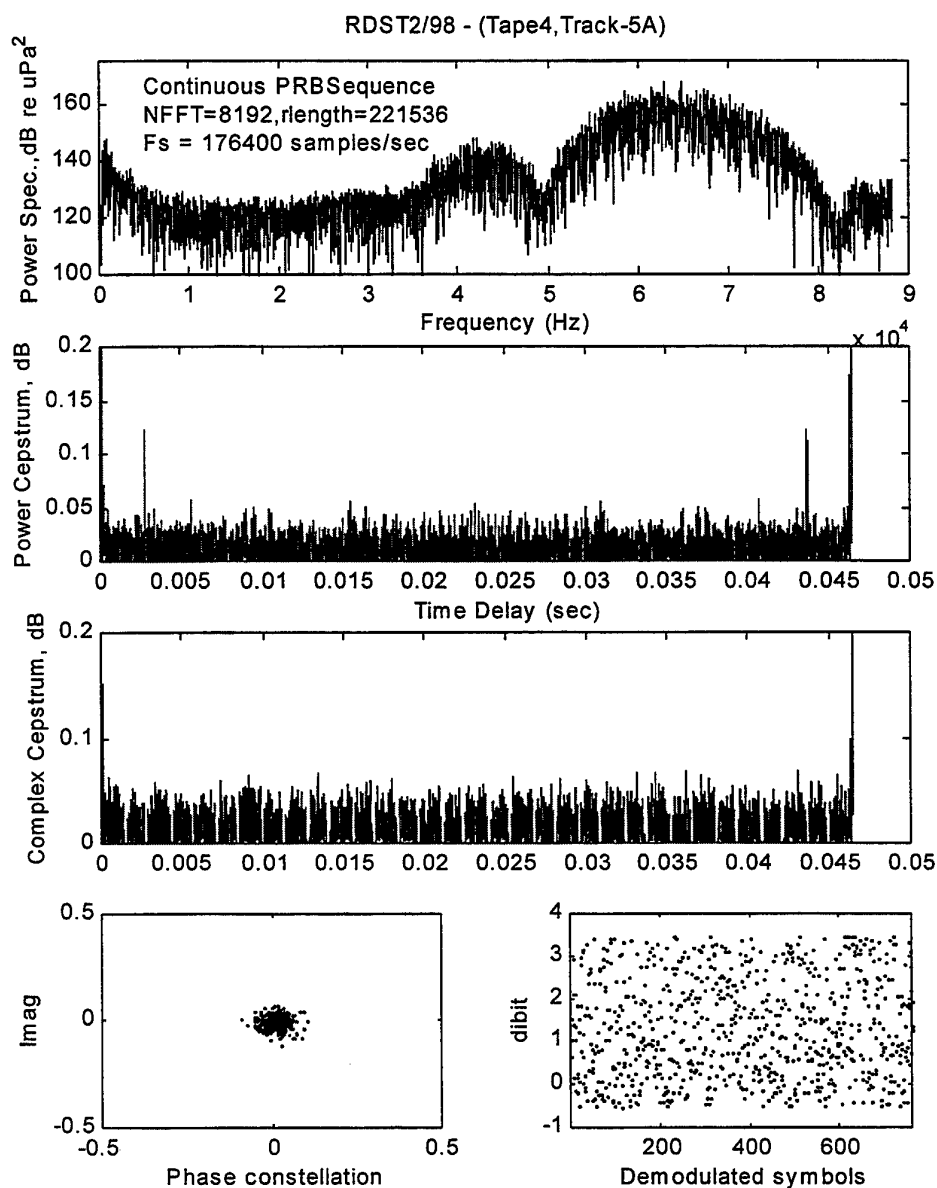 RDST2/98 - (Tape4,Track-5A)
Power Spec.,dB re uPa²
160
140
120
100
Continuous PRBSequence
NFFT=8192,rlength=221536
Fs = 176400 samples/sec
0 1 2 3 4 5 6 7 8 9
Frequency (Hz)
x 10⁴
Power Cepstrum, dB
0.2
0.15
0.1
0.05
0
0 0.005 0.01 0.015 0.02 0.025 0.03 0.035 0.04 0.045 0.05
Time Delay (sec)
Complex Cepstrum, dB
0.2
0.1
0
0 0.005 0.01 0.015 0.02 0.025 0.03 0.035 0.04 0.045 0.05
Imag
0.5
0
-0.5
-0.5 0 0.5
Phase constellation
dibit
4
3
2
1
0
-1
200 400 600
Demodulated symbols